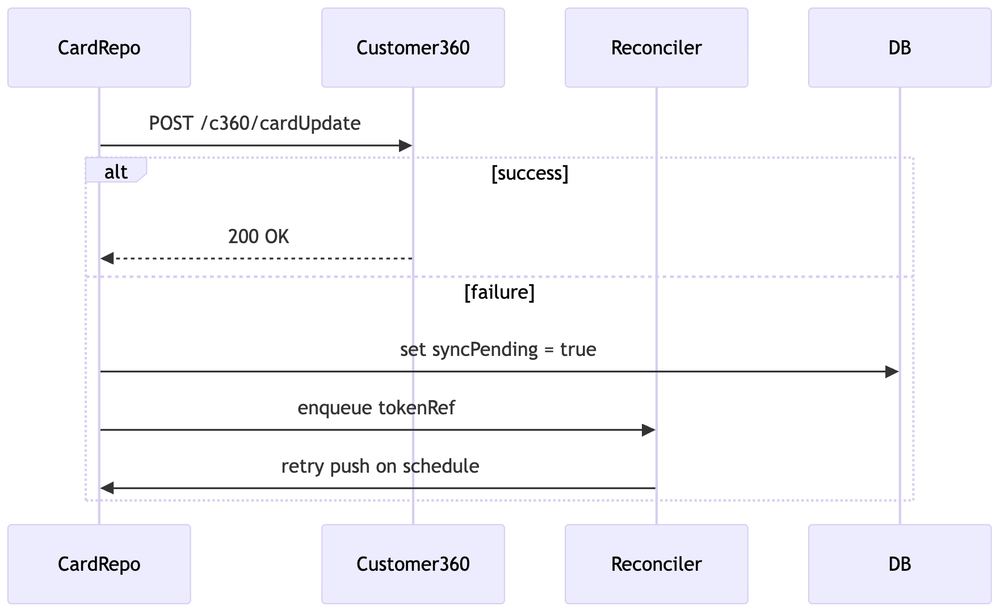 CardRepo
Customer360
Reconciler
DB
POST /c360/cardUpdate
alt
[success]
200 OK
[failure]
set syncPending = true
enqueue tokenRef
retry push on schedule
CardRepo
Customer360
Reconciler
DB